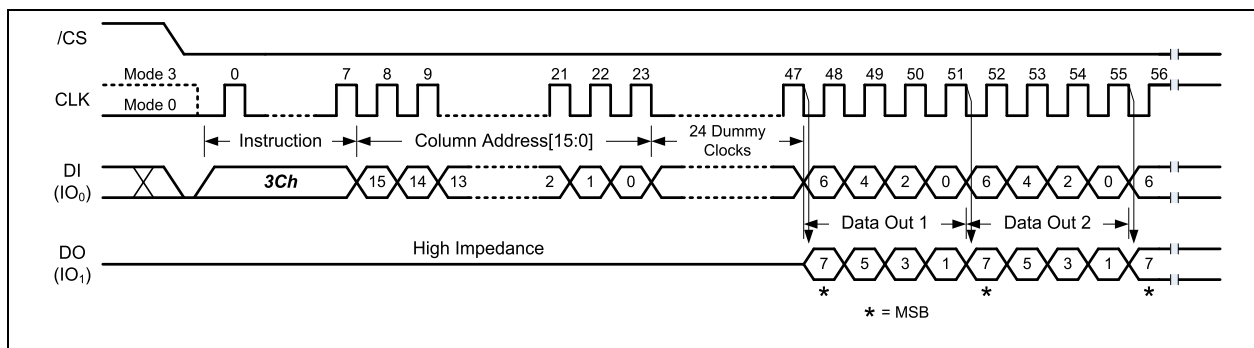 /CS
Mode 3 0 7 8 9 21 22 23 47 48 49 50 51 52 53 54 55 56
CLK Mode 0
Instruction Column Address[15:0] 24 Dummy
Clocks
DI
(IO0) 3Ch 15 14 13 2 1 0 6 4 2 0 6 4 2 0 6
Data Out 1 Data Out 2
High Impedance
DO
(IO1) 7 5 3 1 7 5 3 1 7
* * *
* = MSB